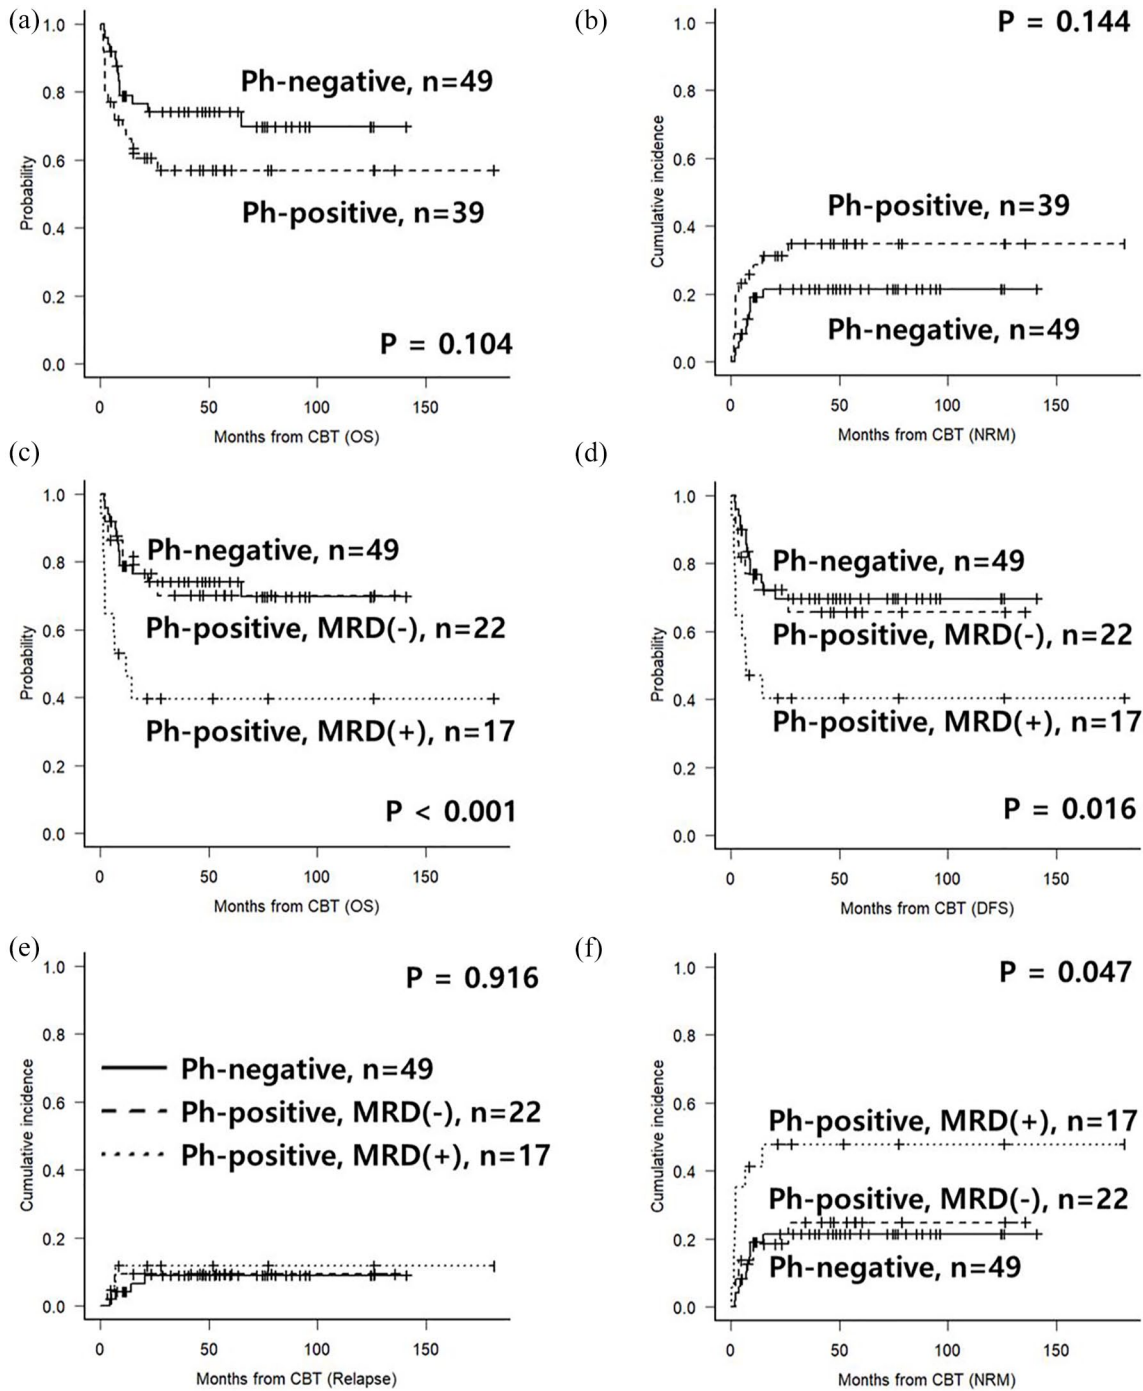 (a)
1.0
0.8
0.6
0.4
0.2
0.0
Probability
Ph-negative, n=49
Ph-positive, n=39
P = 0.104
0 50 100 150
Months from CBT (OS)
(b)
P = 0.144
1.0
0.8
0.6
0.4
0.2
0.0
Cumulative incidence
Ph-positive, n=39
Ph-negative, n=49
0 50 100 150
Months from CBT (NRM)
(c)
1.0
0.8
0.6
0.4
0.2
0.0
Probability
Ph-negative, n=49
Ph-positive, MRD(-), n=22
Ph-positive, MRD(+), n=17
P < 0.001
0 50 100 150
Months from CBT (OS)
(d)
1.0
0.8
0.6
0.4
0.2
0.0
Probability
Ph-negative, n=49
Ph-positive, MRD(-), n=22
Ph-positive, MRD(+), n=17
P = 0.016
0 50 100 150
Months from CBT (DFS)
(e)
P = 0.916
1.0
0.8
0.6
0.4
0.2
0.0
Cumulative incidence
Ph-negative, n=49
Ph-positive, MRD(-), n=22
Ph-positive, MRD(+), n=17
0 50 100 150
Months from CBT (Relapse)
(f)
P = 0.047
1.0
0.8
0.6
0.4
0.2
0.0
Cumulative incidence
Ph-positive, MRD(+), n=17
Ph-positive, MRD(-), n=22
Ph-negative, n=49
0 50 100 150
Months from CBT (NRM)